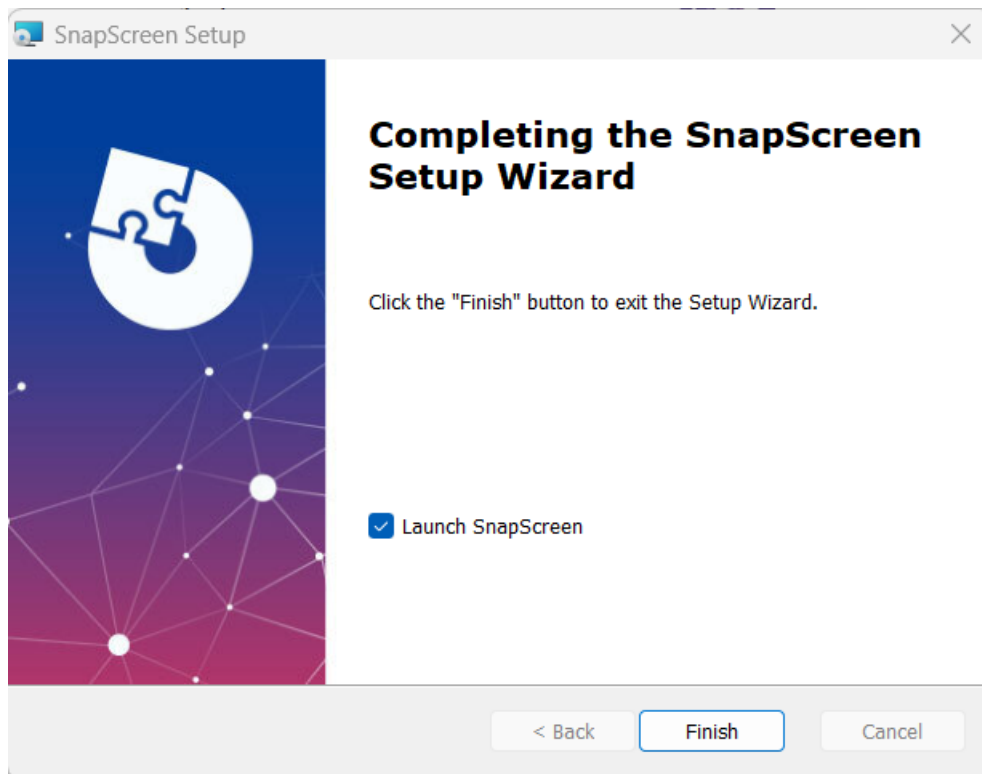 SnapScreen Setup
Completing the SnapScreen
Setup Wizard
Click the "Finish" button to exit the Setup Wizard.
Launch SnapScreen
< Back
Finish
Cancel